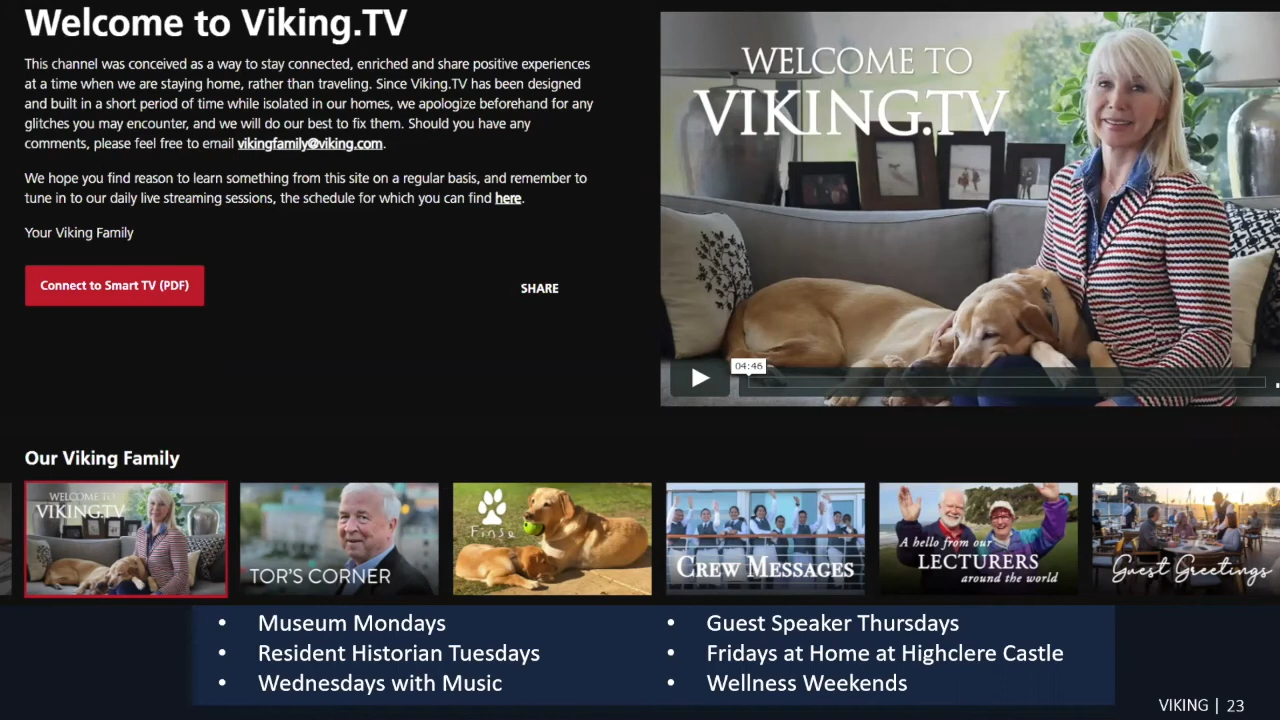 Welcome to Viking.TV
This channel was conceived as a way to stay connected, enriched and share positive experiences
at a time when we are staying home, rather than traveling. Since Viking.TV has been designed
and built in a short period of time while isolated in our homes, we apologize beforehand for any
glitches you may encounter, and we will do our best to fix them. Should you have any
comments, please feel free to email vikingfamily@viking.com.
We hope you find reason to learn something from this site on a regular basis, and remember to
tune in to our daily live streaming sessions, the schedule for which you can find here.
Your Viking Family
Connect to Smart TV (PDF)
SHARE
WELCOME TO
VIKING.TV
04:46
Our Viking Family
WELCOME TO
VIKING.TV
TOR'S CORNER
Finse
CREW MESSAGES
A hello from our
LECTURERS
around the world
Guest Greetings
• Museum Mondays
• Resident Historian Tuesdays
• Wednesdays with Music
• Guest Speaker Thursdays
• Fridays at Home at Highclere Castle
• Wellness Weekends
VIKING | 23